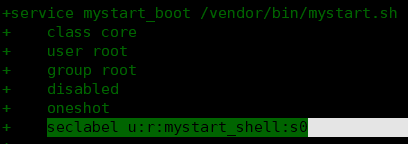 +service mystart_boot /vendor/bin/mystart.sh
+    class core
+    user root
+    group root
+    disabled
+    oneshot
+    seclabel u:r:mystart_shell:s0